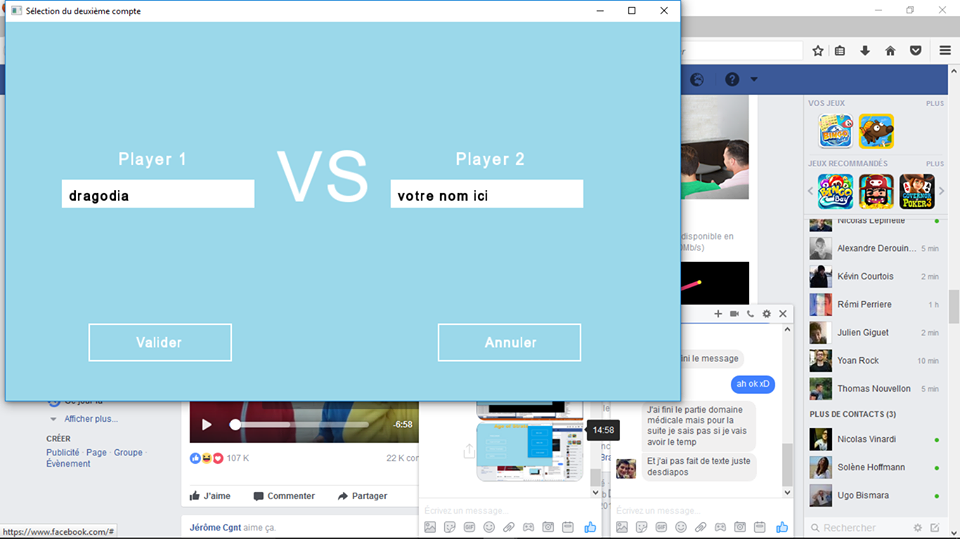 Sélection du deuxième compte
Player 1
VS
Player 2
dragodia
votre nom ici
Valider
Annuler
VOS JEUX
PLUS
JEUX RECOMMANDÉS
PLUS
Nicolas Lepinette
Alexandre Derouin...
5 min
Kévin Courtois
2 min
Rémi Perriere
1 h
Julien Giguet
2 min
Yoan Rock
10 min
Thomas Nouvellon
5 min
PLUS DE CONTACTS (3)
Nicolas Vinardi
Solène Hoffmann
Ugo Bismara
Rechercher
disponible en
0Mb/s)
ini le message
ah ok xD
J'ai fini le partie domaine
médicale mais pour la
suite je sais pas si je vais
avoir le temp
Et j'ai pas fait de texte juste
desdiapos
14:58
Écrivez un message...
Écrivez un message...
Afficher plus...
CRÉER
Publicité · Page · Groupe ·
Évènement
-6:58
107 K
22 K com
J'aime
Commenter
Partager
Jérôme Cgnt aime ça.
https://www.facebook.com/#